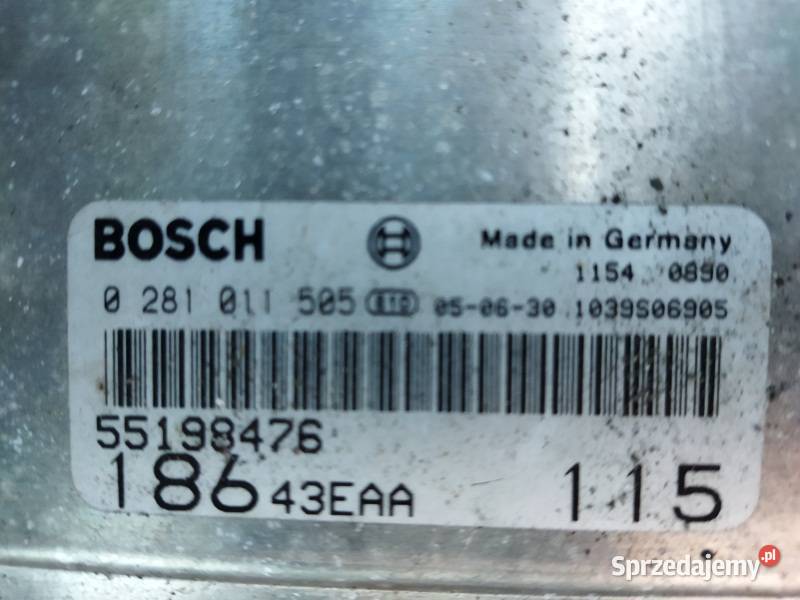 BOSCH Made in Germany
1154 0890
0 281 011 505 05-06-30 1039S06905
55198476
186 43EAA 115
Sprzedajemy.pl